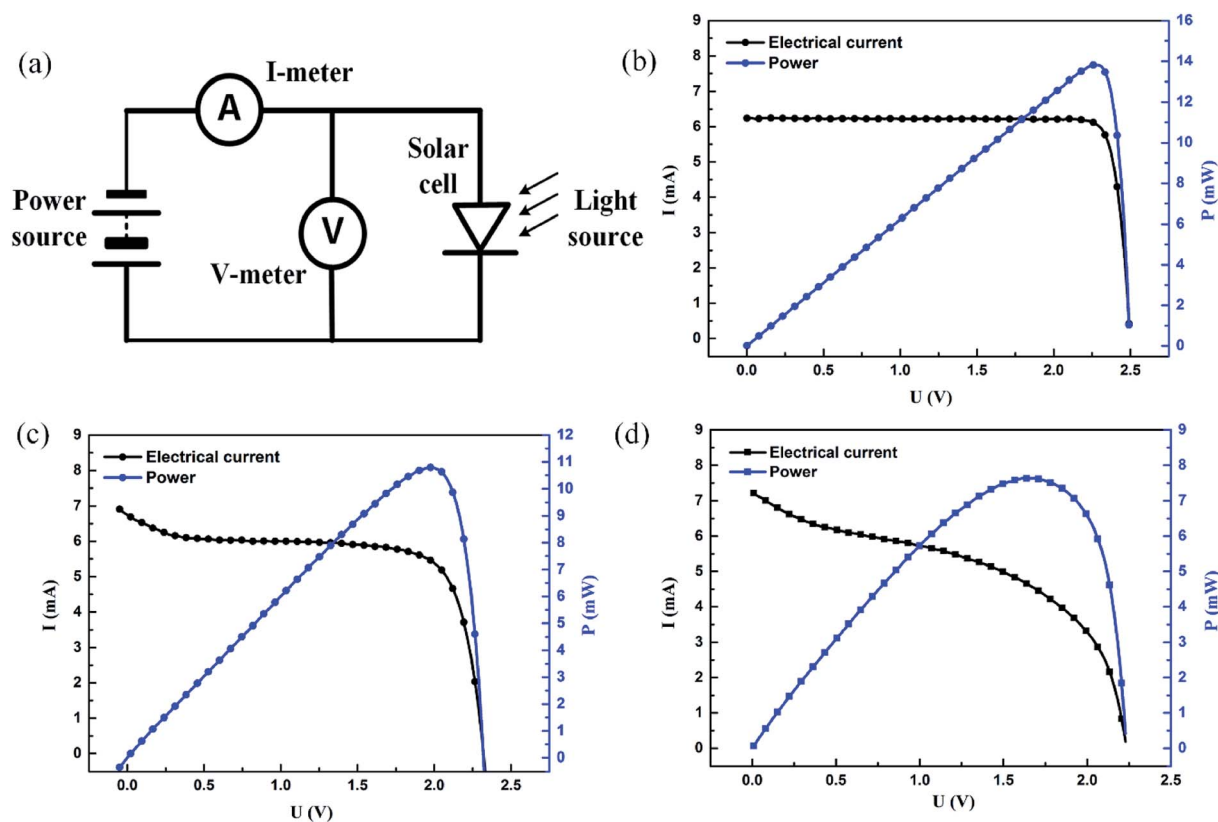 (a)
I-meter
A
Power
source
V
V-meter
Solar
cell
Light
source
(b)
Electrical current
Power
9
8
7
6
5
4
3
2
1
0
I (mA)
16
14
12
10
8
6
4
2
0
P (mW)
0.0 0.5 1.0 1.5 2.0 2.5
U (V)
(c)
Electrical current
Power
9
8
7
6
5
4
3
2
1
0
I (mA)
12
11
10
9
8
7
6
5
4
3
2
1
0
P (mW)
0.0 0.5 1.0 1.5 2.0 2.5
U (V)
(d)
Electrical current
Power
9
8
7
6
5
4
3
2
1
0
I (mA)
9
8
7
6
5
4
3
2
1
0
P (mW)
0.0 0.5 1.0 1.5 2.0 2.5
U (V)